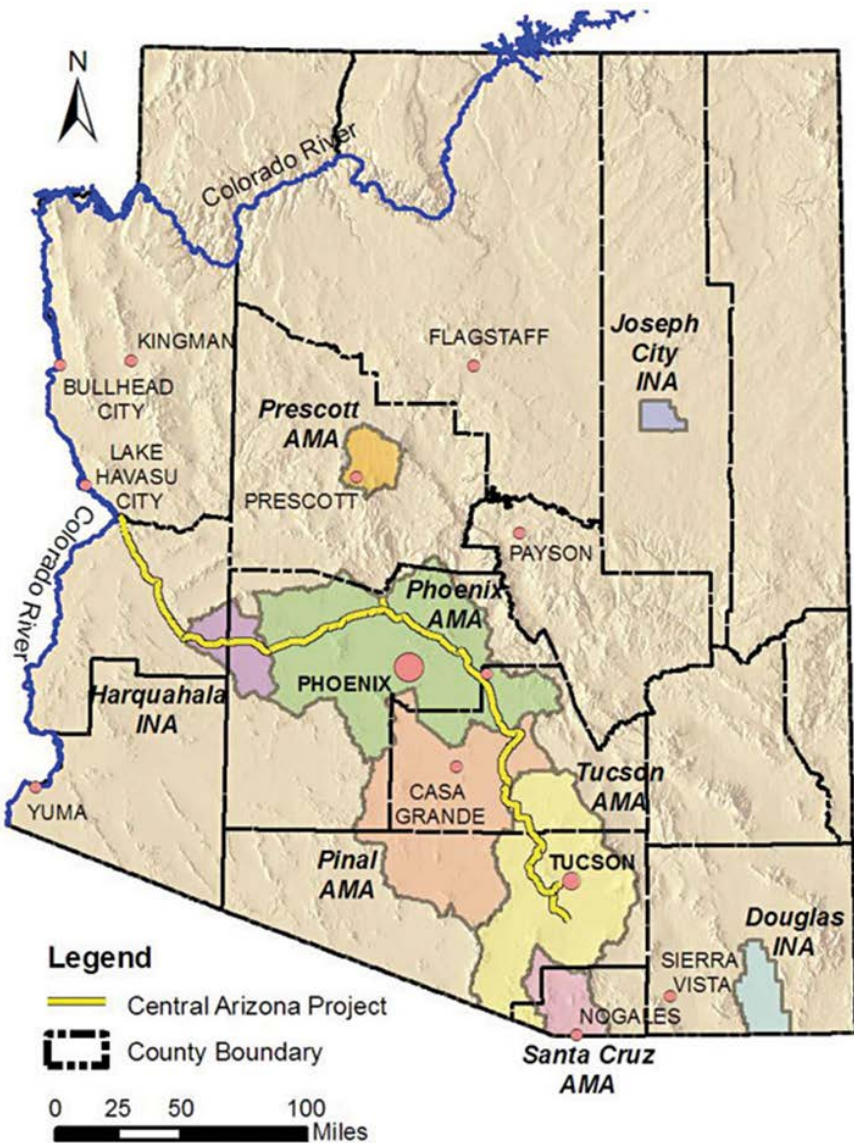 N
Colorado River
KINGMAN
FLAGSTAFF
Joseph
City
INA
BULLHEAD
CITY
Prescott
AMA
LAKE
HAVASU
CITY
PRESCOTT
Colorado River
PAYSON
Phoenix
AMA
PHOENIX
Harquahala
INA
Tucson
AMA
YUMA
CASA
GRANDE
Pinal
AMA
TUCSON
Douglas
INA
Legend
SIERRA
VISTA
Central Arizona Project
NOGALES
County Boundary
Santa Cruz
AMA
0 25 50 100
Miles